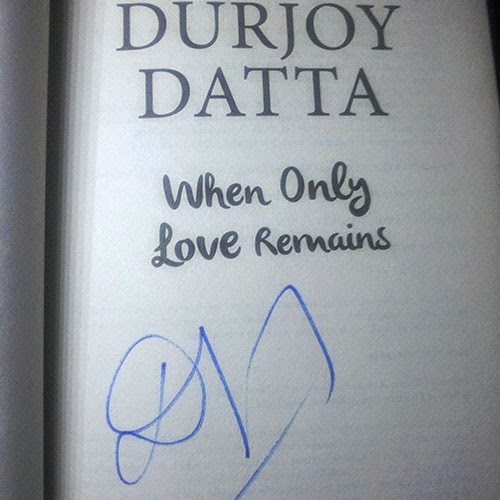 DURJOY
DATTA
When Only
Love Remains